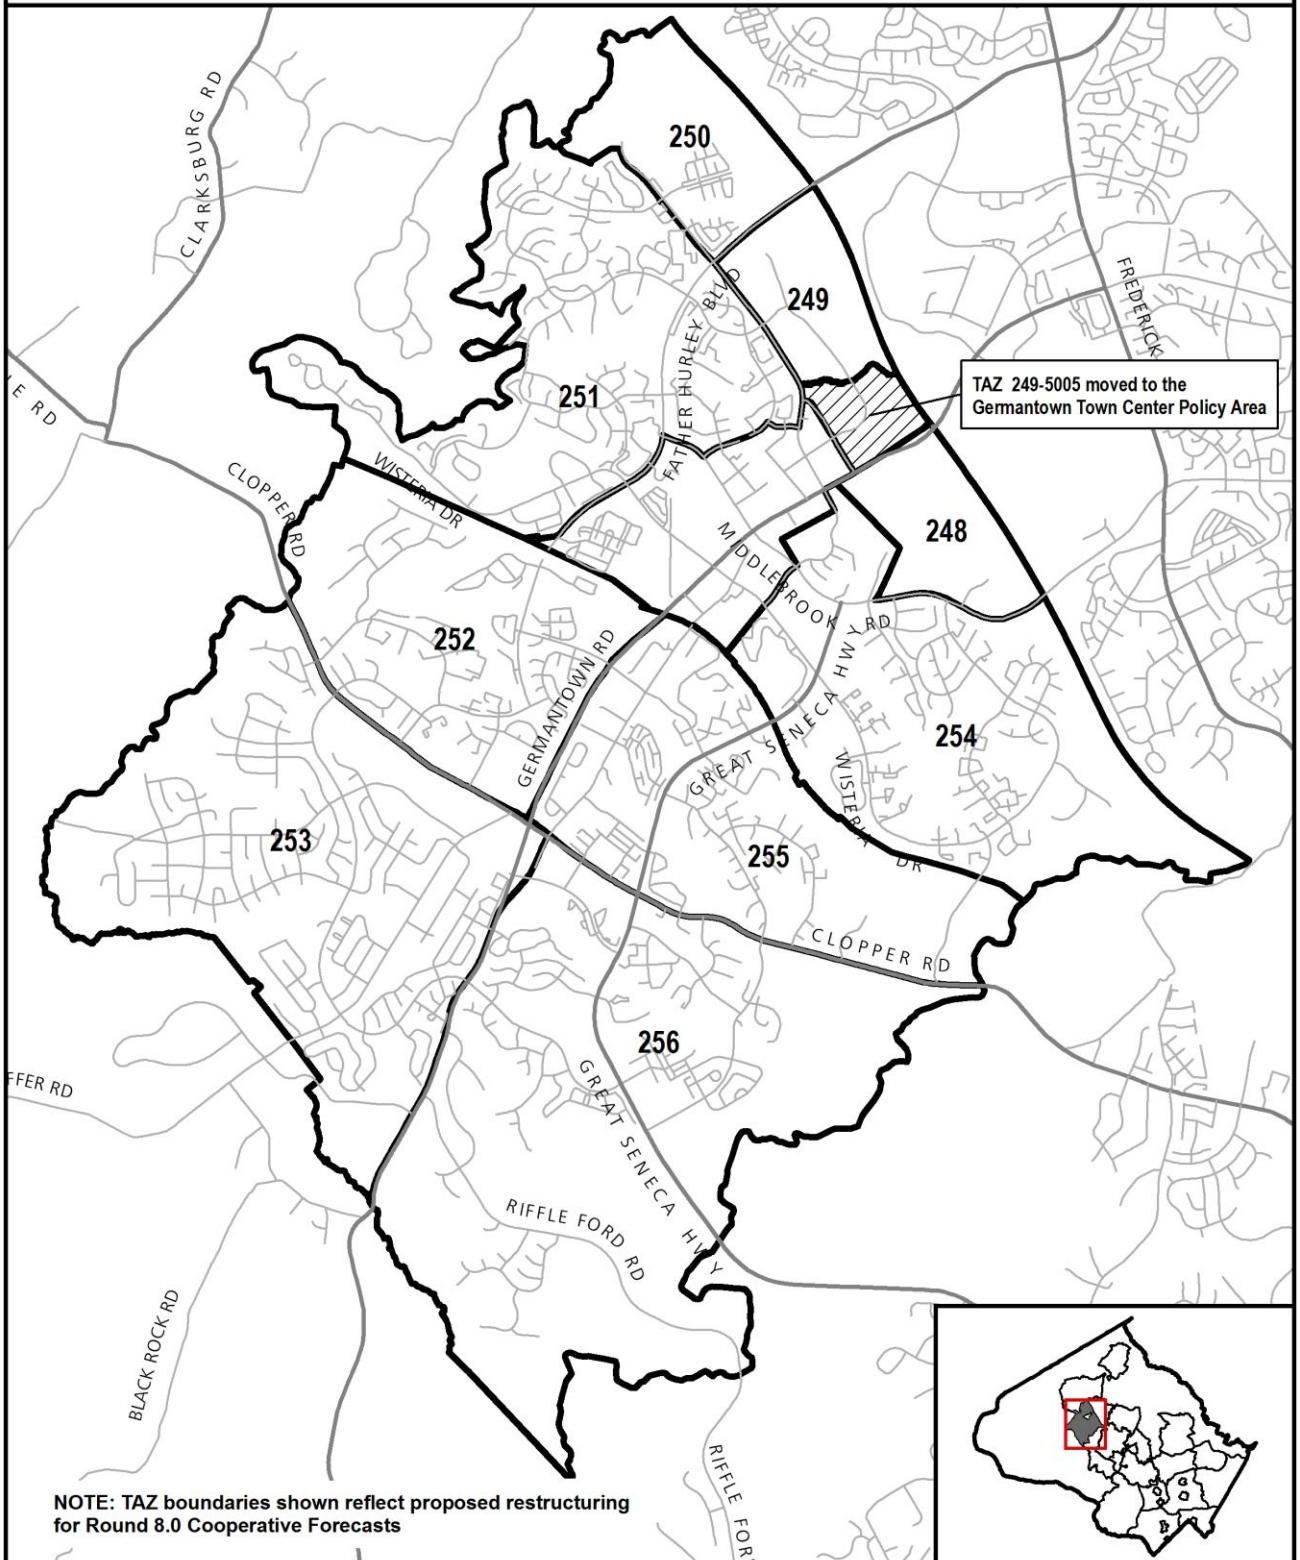 CLARKSBURG RD
250
249
FREDERICK
FATHER HURLEY BLVD
TAZ 249-5005 moved to the
Germantown Town Center Policy Area
251
LE RD
WISTERIA DR
CLOPPER RD
248
MIDDLEBROOK RD
252
GERMANTOWN RD
GREAT SENECA HWY
254
WISTERIA DR
253
255
CLOPPER RD
256
FFER RD
GREAT SENECA HWY
RIFFLE FORD RD
BLACK ROCK RD
RIFFLE FOR
NOTE: TAZ boundaries shown reflect proposed restructuring
for Round 8.0 Cooperative Forecasts